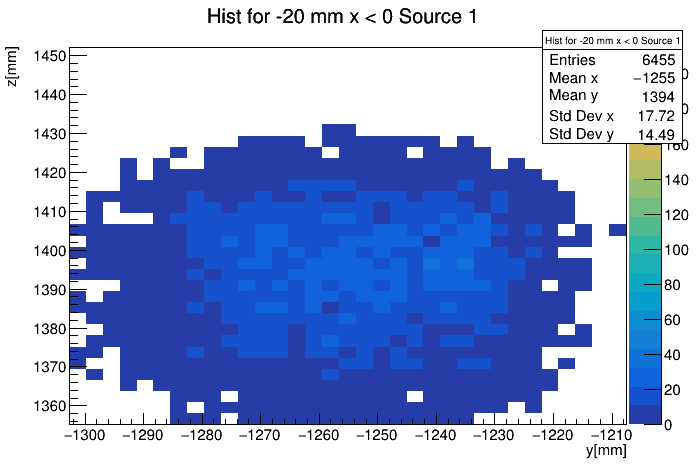 Hist for -20 mm x < 0 Source 1
Hist for -20 mm x < 0 Source 1
Entries 6455
Mean x −1255
Mean y 1394
Std Dev x 17.72
Std Dev y 14.49
z[mm]
1450
1440
1430
1420
1410
1400
1390
1380
1370
1360
160
140
120
100
80
60
40
20
0
−1300 −1290 −1280 −1270 −1260 −1250 −1240 −1230 −1220 −1210
y[mm]